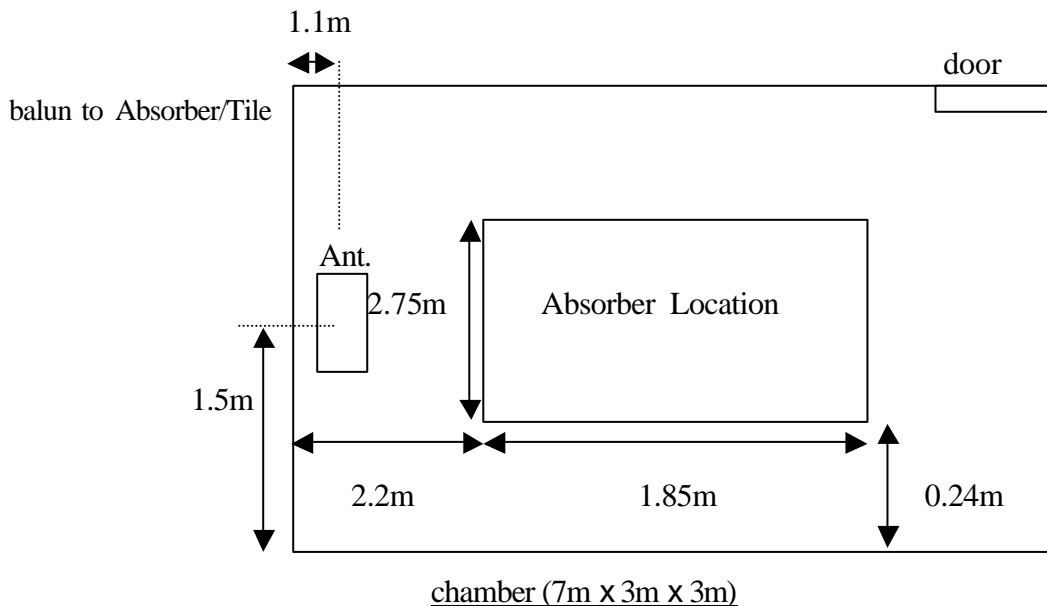 1.1m
door
balun to Absorber/Tile
Ant.
2.75m
Absorber Location
1.5m
2.2m
1.85m
0.24m
chamber (7m x 3m x 3m)